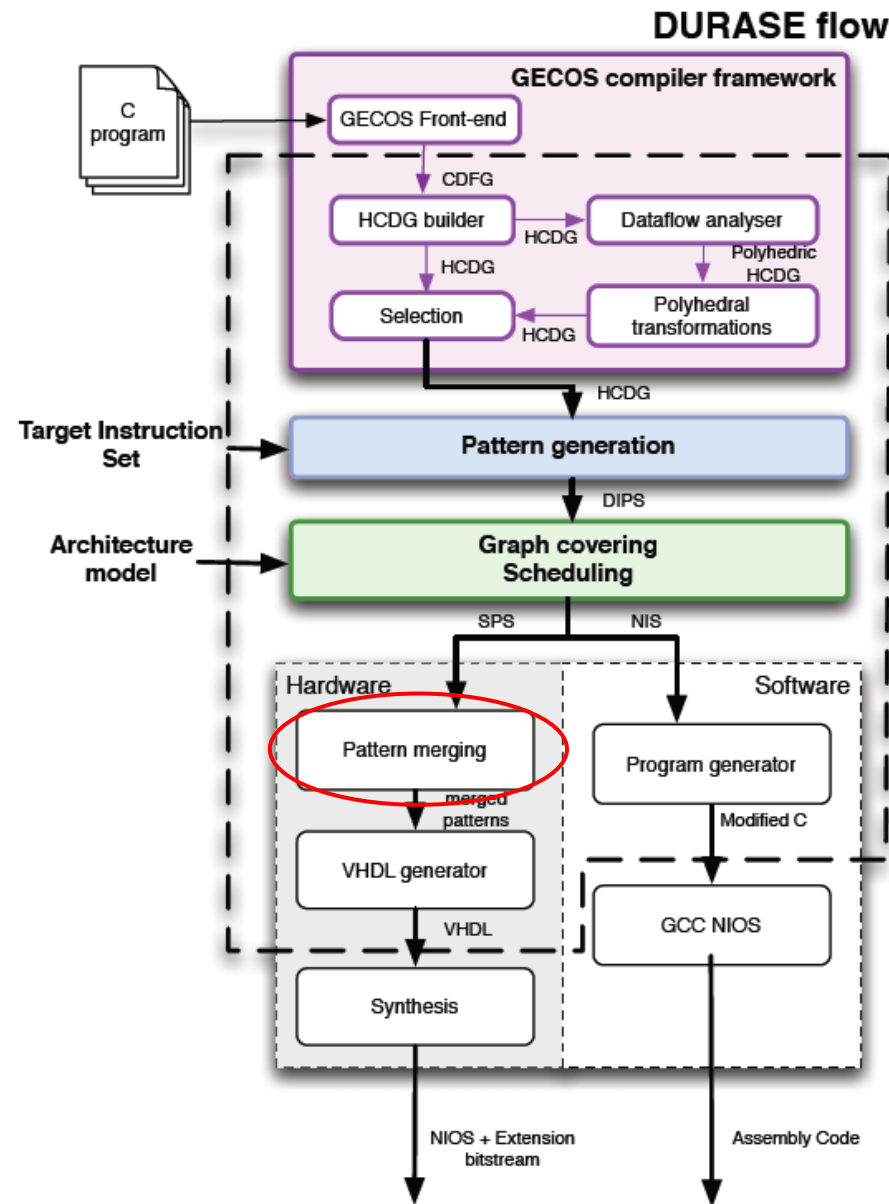 DURASE flow
GECOS compiler framework
C
program
GECOS Front-end
CDFG
HCDG builder
HCDG
Dataflow analyser
HCDG
Polyhedric
HCDG
Selection
HCDG
Polyhedral
transformations
HCDG
Target Instruction
Set
Pattern generation
DIPS
Architecture
model
Graph covering
Scheduling
SPS
NIS
Hardware
Software
Pattern merging
Program generator
merged
patterns
Modified C
VHDL generator
GCC NIOS
VHDL
Synthesis
NIOS + Extension
bitstream
Assembly Code